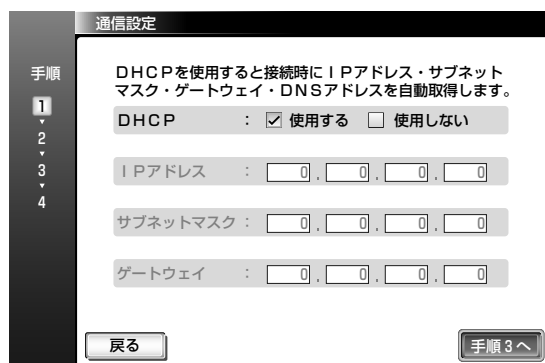 通信設定
手順
1
2
3
4
DHCPを使用すると接続時にIPアドレス・サブネット
マスク・ゲートウェイ・DNSアドレスを自動取得します。
DHCP : 使用する 使用しない
IPアドレス : 0 . 0 . 0 . 0
サブネットマスク : 0 . 0 . 0 . 0
ゲートウェイ : 0 . 0 . 0 . 0
戻る
手順3へ